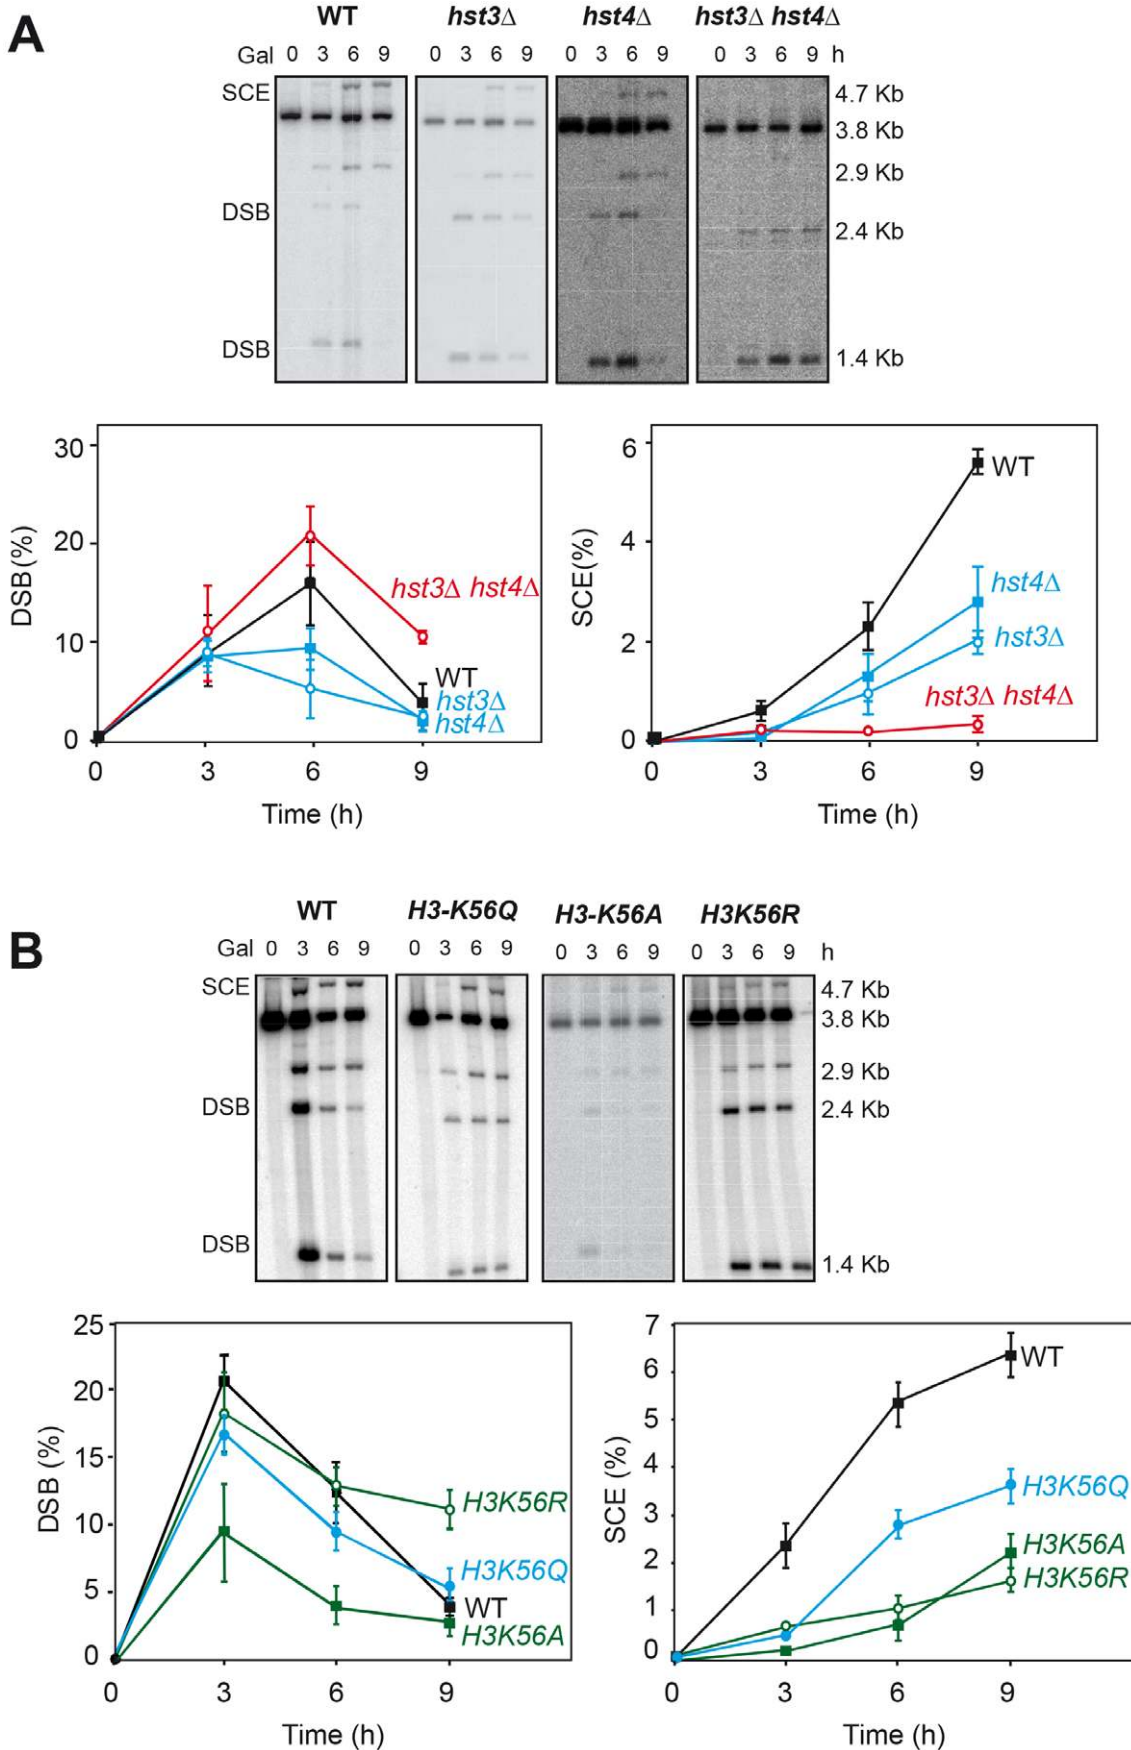 A
WT hst3Δ hst4Δ hst3Δ hst4Δ
Gal 0 3 6 9 0 3 6 9 0 3 6 9 0 3 6 9 h
SCE 4.7 Kb
3.8 Kb
2.9 Kb
DSB 2.4 Kb
DSB 1.4 Kb
30
20
10
0
DSB(%)
hst3Δ hst4Δ
WT
hst3Δ
hst4Δ
0 3 6 9
Time (h)
6
4
2
0
SCE(%)
WT
hst4Δ
hst3Δ
hst3Δ hst4Δ
0 3 6 9
Time (h)
B
WT H3-K56Q H3-K56A H3K56R
Gal 0 3 6 9 0 3 6 9 0 3 6 9 0 3 6 9 h
SCE 4.7 Kb
3.8 Kb
2.9 Kb
DSB 2.4 Kb
DSB 1.4 Kb
25
20
15
10
5
0
DSB (%)
H3K56R
H3K56Q
WT
H3K56A
0 3 6 9
Time (h)
7
6
5
4
3
2
1
0
SCE (%)
WT
H3K56Q
H3K56A
H3K56R
0 3 6 9
Time (h)